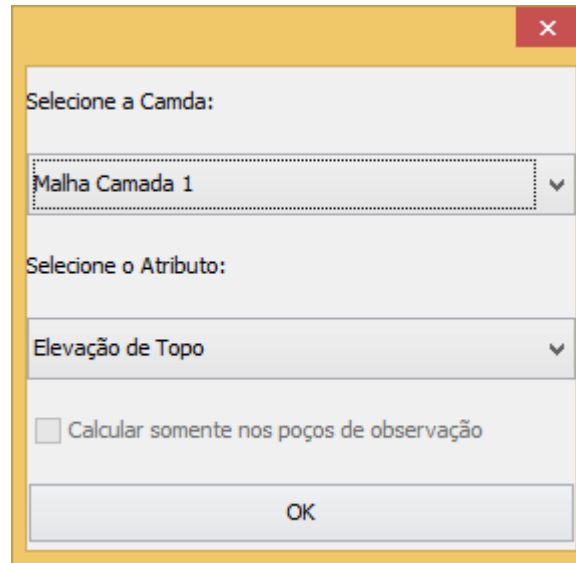 Selecione a Camda:
Malha Camada 1
Selecione o Atributo:
Elevação de Topo
Calcular somente nos poços de observação
OK